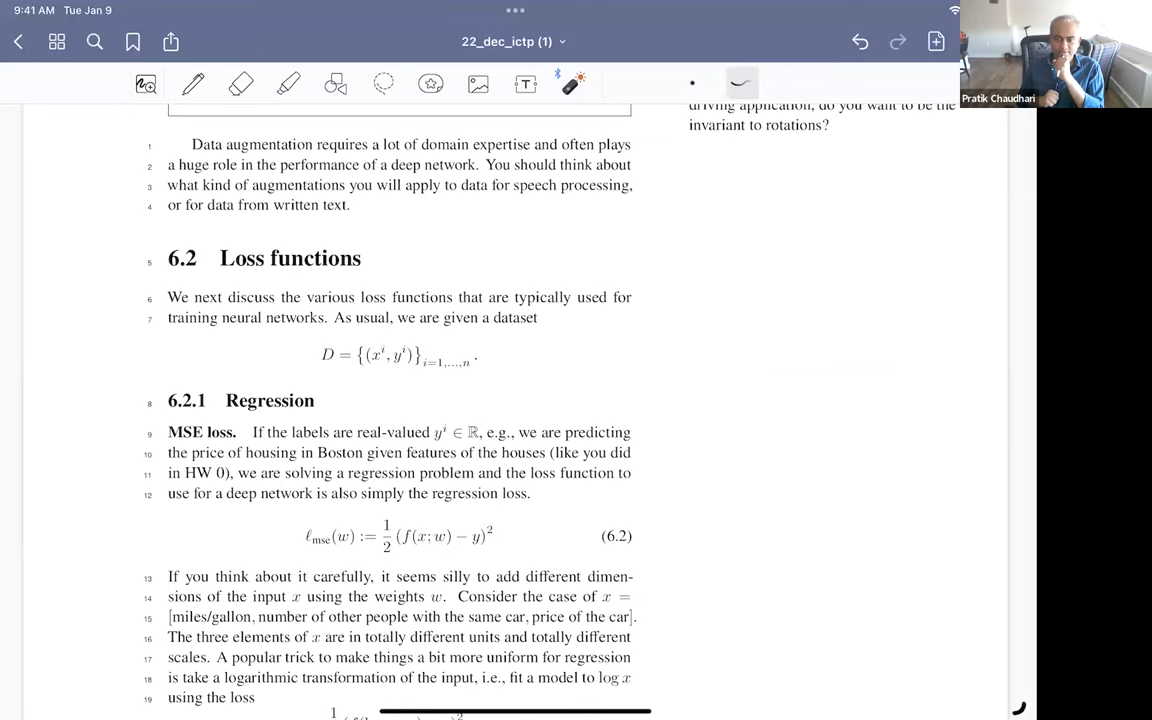 9:41 AM Tue Jan 9
22_dec_ictp (1)
Pratik Chaudhari
driving application, do you want to be the
invariant to rotations?
1 Data augmentation requires a lot of domain expertise and often plays
2 a huge role in the performance of a deep network. You should think about
3 what kind of augmentations you will apply to data for speech processing,
4 or for data from written text.
5 6.2 Loss functions
6 We next discuss the various loss functions that are typically used for
7 training neural networks. As usual, we are given a dataset
D = {(x^i, y^i)}_{i=1,...,n} .
8 6.2.1 Regression
9 MSE loss. If the labels are real-valued y^i ∈ ℝ, e.g., we are predicting
10 the price of housing in Boston given features of the houses (like you did
11 in HW 0), we are solving a regression problem and the loss function to
12 use for a deep network is also simply the regression loss.
ℓ_mse(w) := 1/2 (f(x; w) − y)^2 (6.2)
13 If you think about it carefully, it seems silly to add different dimen-
14 sions of the input x using the weights w. Consider the case of x =
15 [miles/gallon, number of other people with the same car, price of the car].
16 The three elements of x are in totally different units and totally different
17 scales. A popular trick to make things a bit more uniform for regression
18 is take a logarithmic transformation of the input, i.e., fit a model to log x
19 using the loss